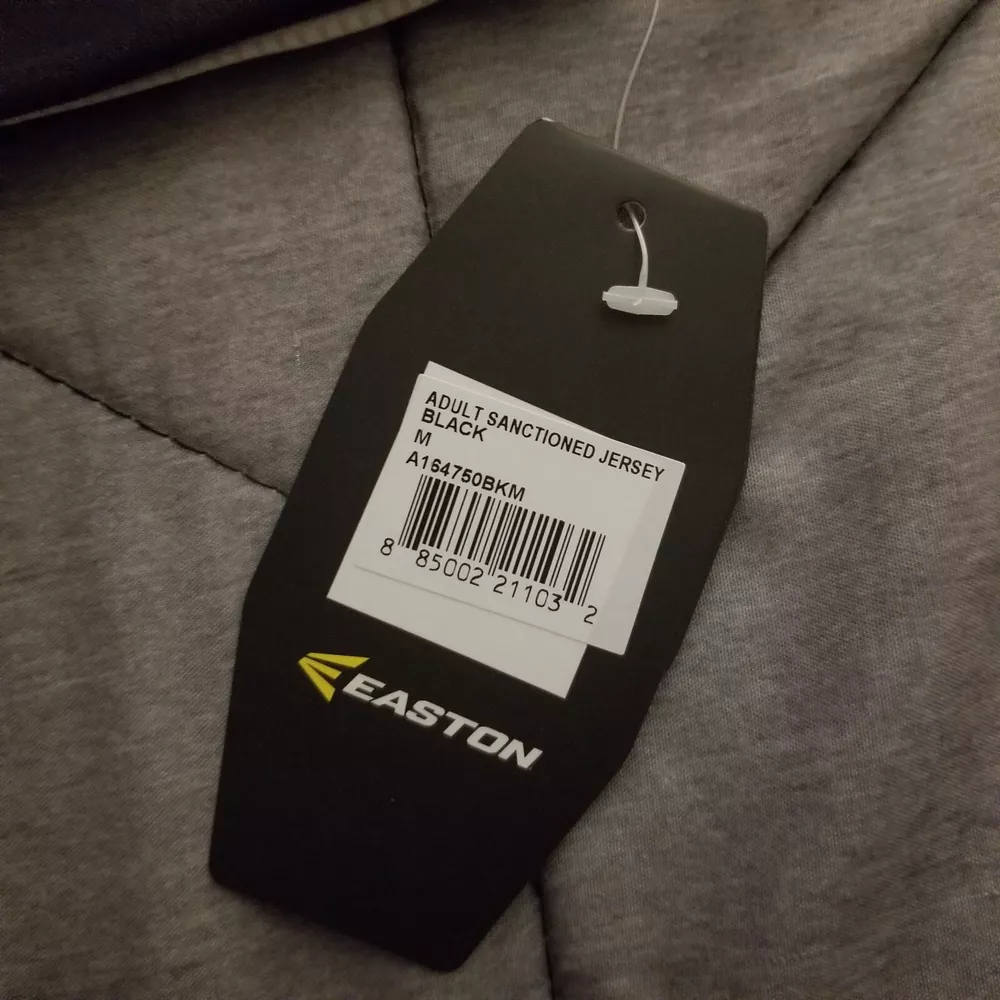 ADULT SANCTIONED JERSEY
BLACK
M
A164750BKM
8 85002 21103 2
EASTON